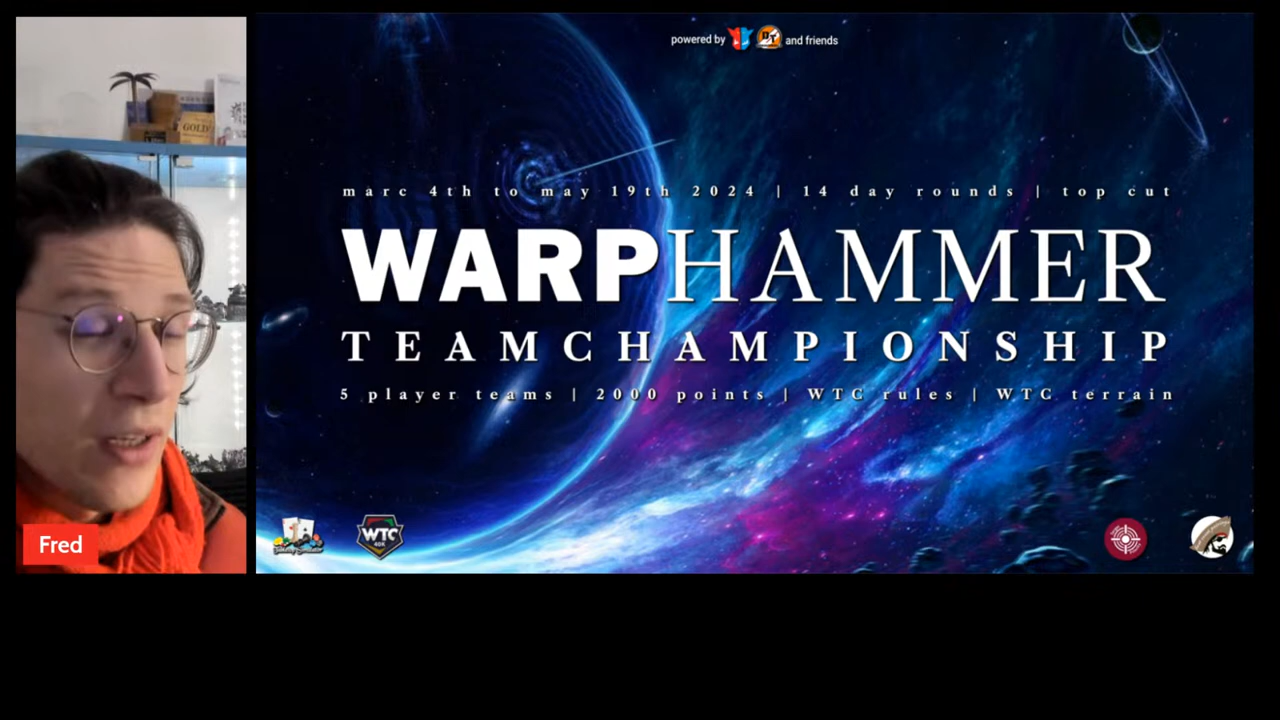 powered by and friends
GOLD
marc 4th to may 19th 2024 | 14 day rounds | top cut
WARPHAMMER
TEAMCHAMPIONSHIP
5 player teams | 2000 points | WTC rules | WTC terrain
Fred
WTC
40K